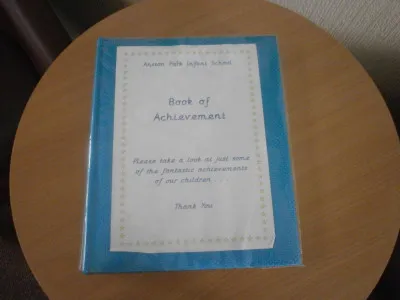 Infant School
Book of
Achievement
Please take a look at just some
of the fantastic achievements
of our children . . .
Thank You